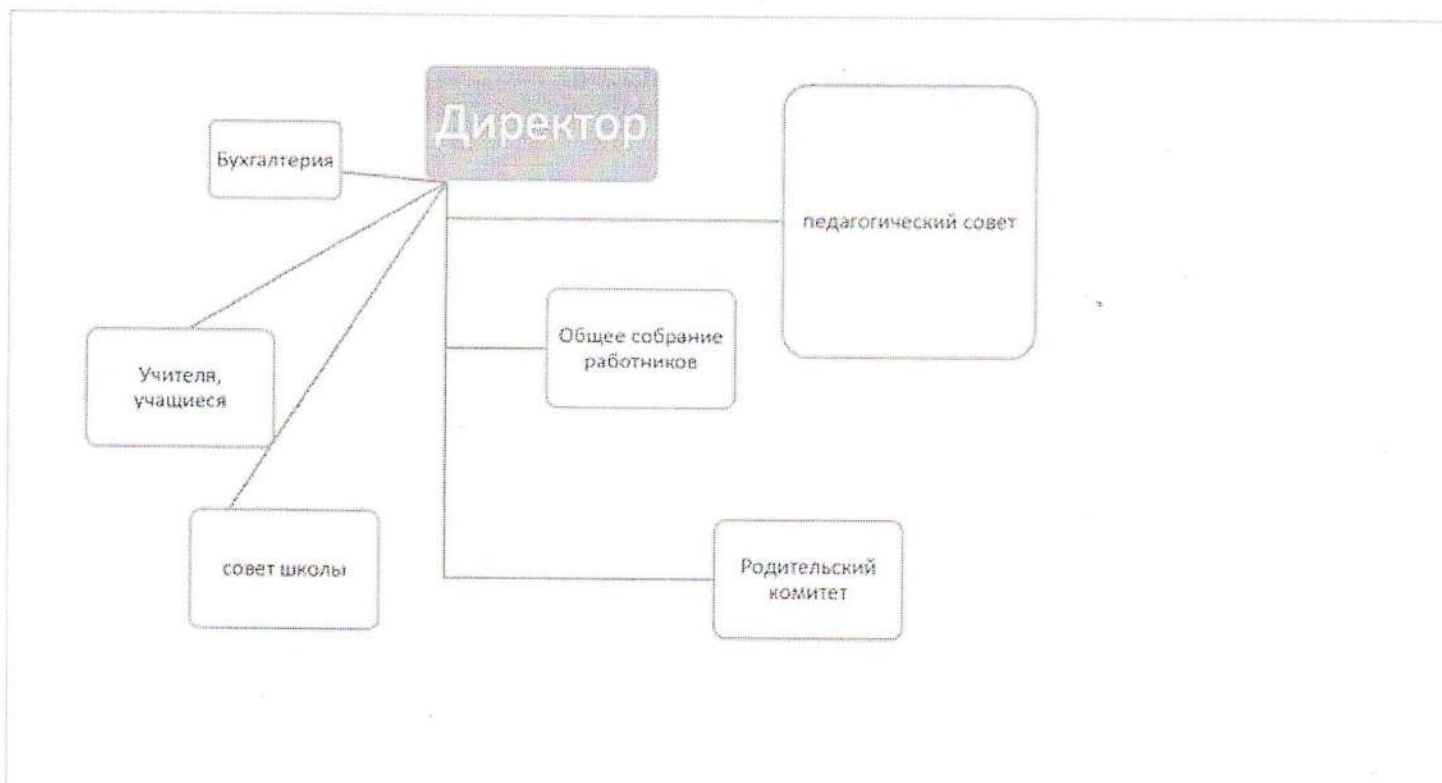 Директор
Бухгалтерия
педагогический совет
Общее собрание
работников
Учителя,
учащиеся
совет школы
Родительский
комитет